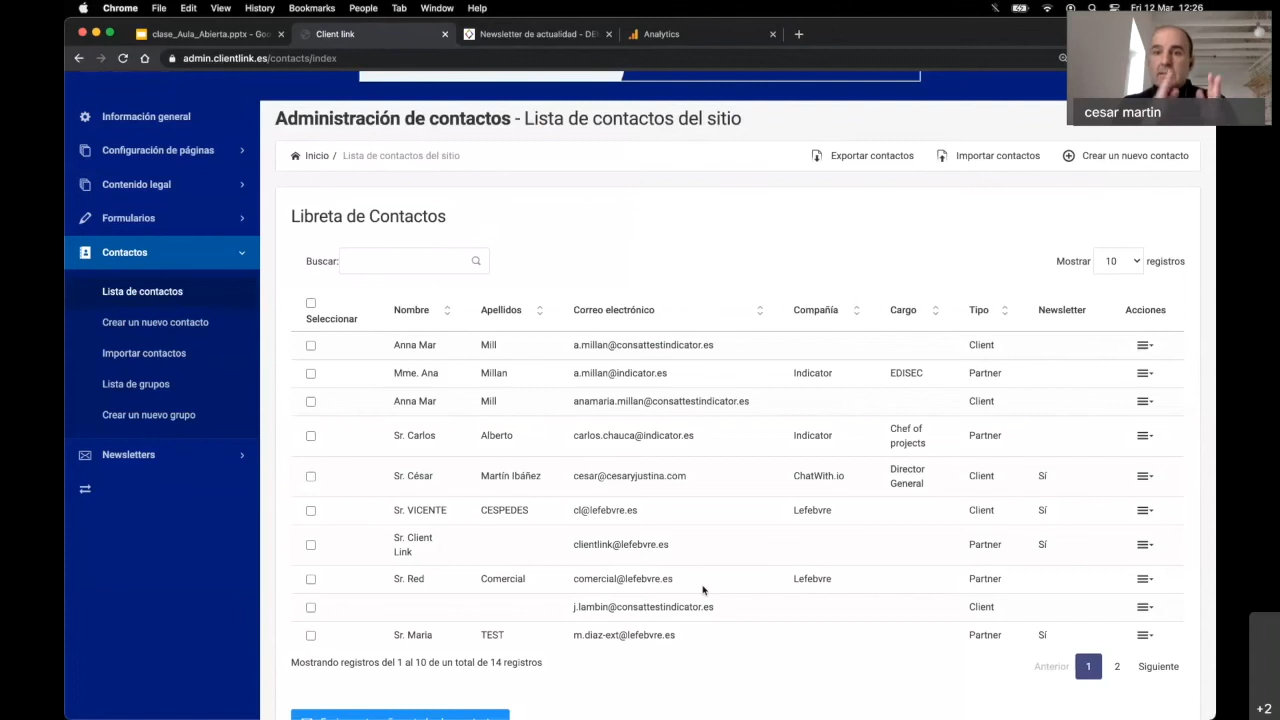 Chrome File Edit View History Bookmarks People Tab Window Help Fri 12 Mar 12:26
clase_Aula_Abierta.pptx - Goo Client link Newsletter de actualidad - DE Analytics
admin.clientlink.es/contacts/index
cesar martin
Información general
Configuración de páginas
Contenido legal
Formularios
Contactos
Lista de contactos
Crear un nuevo contacto
Importar contactos
Lista de grupos
Crear un nuevo grupo
Newsletters
Administración de contactos - Lista de contactos del sitio
Inicio / Lista de contactos del sitio Exportar contactos Importar contactos Crear un nuevo contacto
Libreta de Contactos
Buscar: Mostrar 10 registros
Seleccionar Nombre Apellidos Correo electrónico Compañía Cargo Tipo Newsletter Acciones
Anna Mar Mill a.millan@consattestindicator.es Client
Mme. Ana Millan a.millan@indicator.es Indicator EDISEC Partner
Anna Mar Mill anamaria.millan@consattestindicator.es Client
Sr. Carlos Alberto carlos.chauca@indicator.es Indicator Chef of projects Partner
Sr. César Martín Ibáñez cesar@cesaryjustina.com ChatWith.io Director General Client Sí
Sr. VICENTE CESPEDES cl@lefebvre.es Lefebvre Client Sí
Sr. Client Link clientlink@lefebvre.es Partner Sí
Sr. Red Comercial comercial@lefebvre.es Lefebvre Partner
j.lambin@consattestindicator.es Client
Sr. Maria TEST m.diaz-ext@lefebvre.es Partner Sí
Mostrando registros del 1 al 10 de un total de 14 registros Anterior 1 2 Siguiente
+2